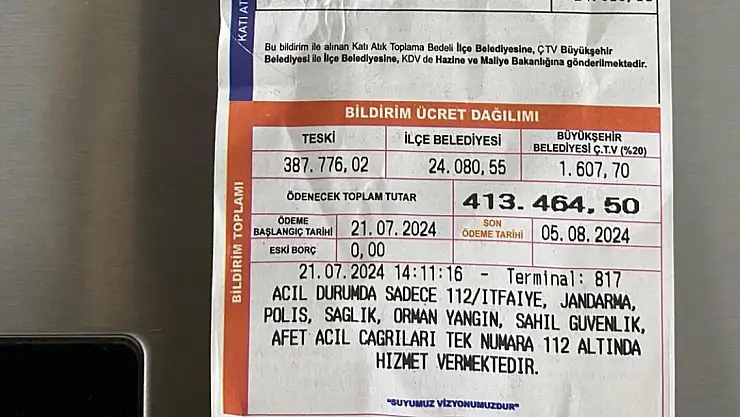 KATI AT
Bu bildirim ile alınan Katı Atık Toplama Bedeli İlçe Belediyesine, ÇTV Büyükşehir
Belediyesi ile İlçe Belediyesine, KDV de Hazine ve Maliye Bakanlığına gönderilmektedir.
BİLDİRİM TOPLAMI
BİLDİRİM ÜCRET DAĞILIMI
TESKİ İLÇE BELEDİYESİ BÜYÜKŞEHİR
BELEDİYESİ Ç.T.V (%20)
387.776,02 24.080,55 1.607,70
ÖDENECEK TOPLAM TUTAR 413.464,50
ÖDEME
BAŞLANGIÇ TARİHİ 21.07.2024 SON
ÖDEME TARİHİ 05.08.2024
ESKİ BORÇ 0,00
21.07.2024 14:11:16 - Terminal: 817
ACIL DURUMDA SADECE 112/ITFAIYE, JANDARMA,
POLIS, SAGLIK, ORMAN YANGIN, SAHIL GUVENLIK,
AFET ACIL CAGRILARI TEK NUMARA 112 ALTINDA
HIZMET VERMEKTEDIR.
"SUYUMUZ VİZYONUMUZDUR"